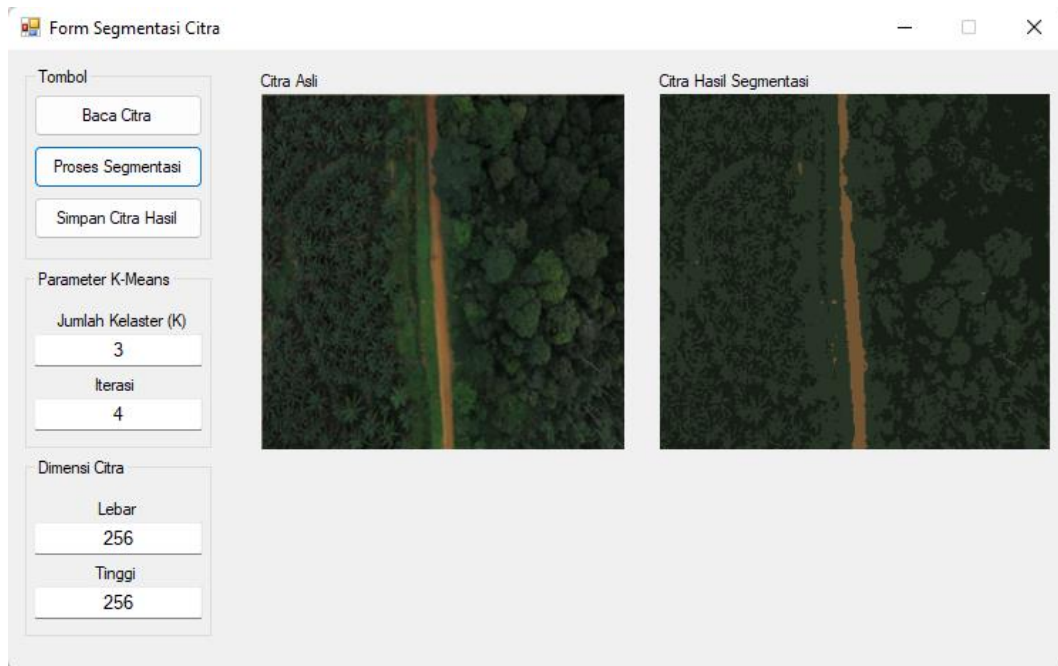 Form Segmentasi Citra
Tombol
Baca Citra
Proses Segmentasi
Simpan Citra Hasil
Parameter K-Means
Jumlah Kelaster (K)
3
Iterasi
4
Dimensi Citra
Lebar
256
Tinggi
256
Citra Asli
Citra Hasil Segmentasi